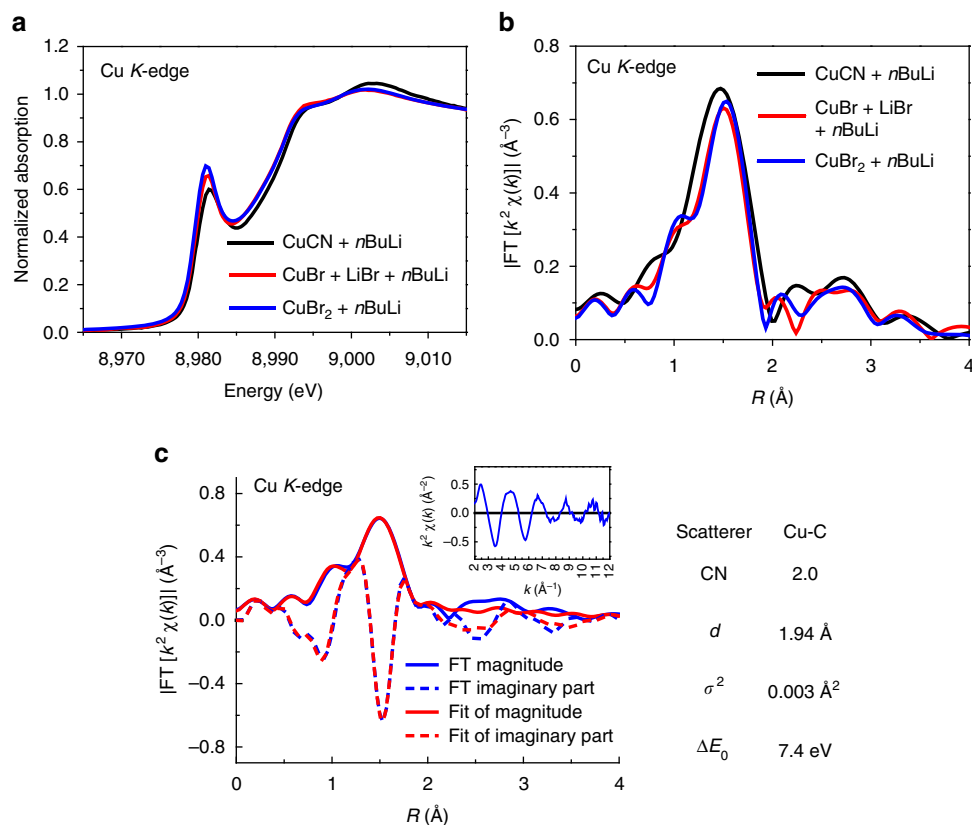 a
Cu K-edge
Normalized absorption
1.2
1.0
0.8
0.6
0.4
0.2
0.0
CuCN + nBuLi
CuBr + LiBr + nBuLi
CuBr₂ + nBuLi
8,970
8,980
8,990
9,000
9,010
Energy (eV)
b
Cu K-edge
|FT [k² χ(k)]| (Å⁻³)
0.8
0.6
0.4
0.2
0.0
CuCN + nBuLi
CuBr + LiBr
+ nBuLi
CuBr₂ + nBuLi
0
1
2
3
4
R (Å)
c
Cu K-edge
|FT [k² χ(k)]| (Å⁻³)
0.8
0.4
0.0
−0.4
−0.8
k² χ(k) (Å⁻²)
0.5
0.0
−0.5
2
3
4
5
6
7
8
9
10
11
12
k (Å⁻¹)
FT magnitude
FT imaginary part
Fit of magnitude
Fit of imaginary part
0
1
2
3
4
R (Å)
Scatterer Cu-C
CN 2.0
d 1.94 Å
σ² 0.003 Å²
ΔE₀ 7.4 eV